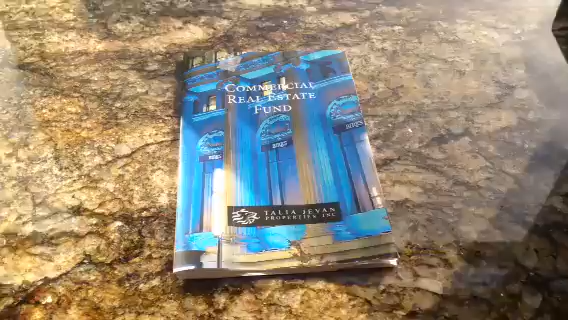 COMMERCIAL
REAL ESTATE
FUND
TALIA JEVAN
PROPERTIES, INC.